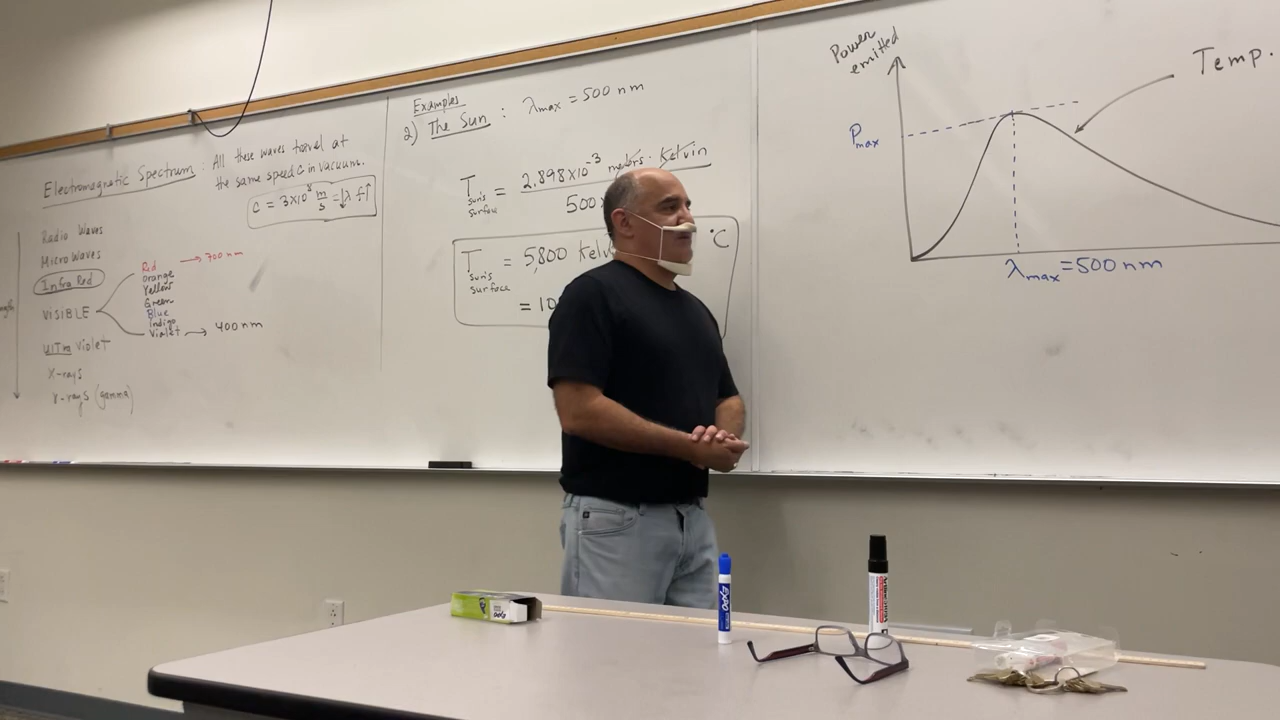 Electromagnetic Spectrum : All these waves travel at
the same speed C in vacuum.
C = 3x10^8 m/s = ↓λ f↑
Radio Waves
Micro Waves
Infra Red
VISIBLE
Ultra Violet
X-rays
γ-rays (gamma)
Red → 700 nm
Orange
Yellow
Green
Blue
Indigo
Violet → 400 nm
Examples
2) The Sun : λmax = 500 nm
T sun's surface = 2.898x10^-3 meters · Kelvin
500
T sun's surface = 5,800 Kelv °C
= 10
Power
emitted
Temp.
Pmax
λmax = 500 nm
EXPO
EXPO